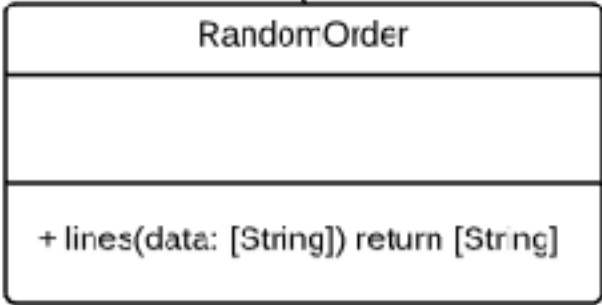 RandomOrder
+ lines(data: [String]) return [String]